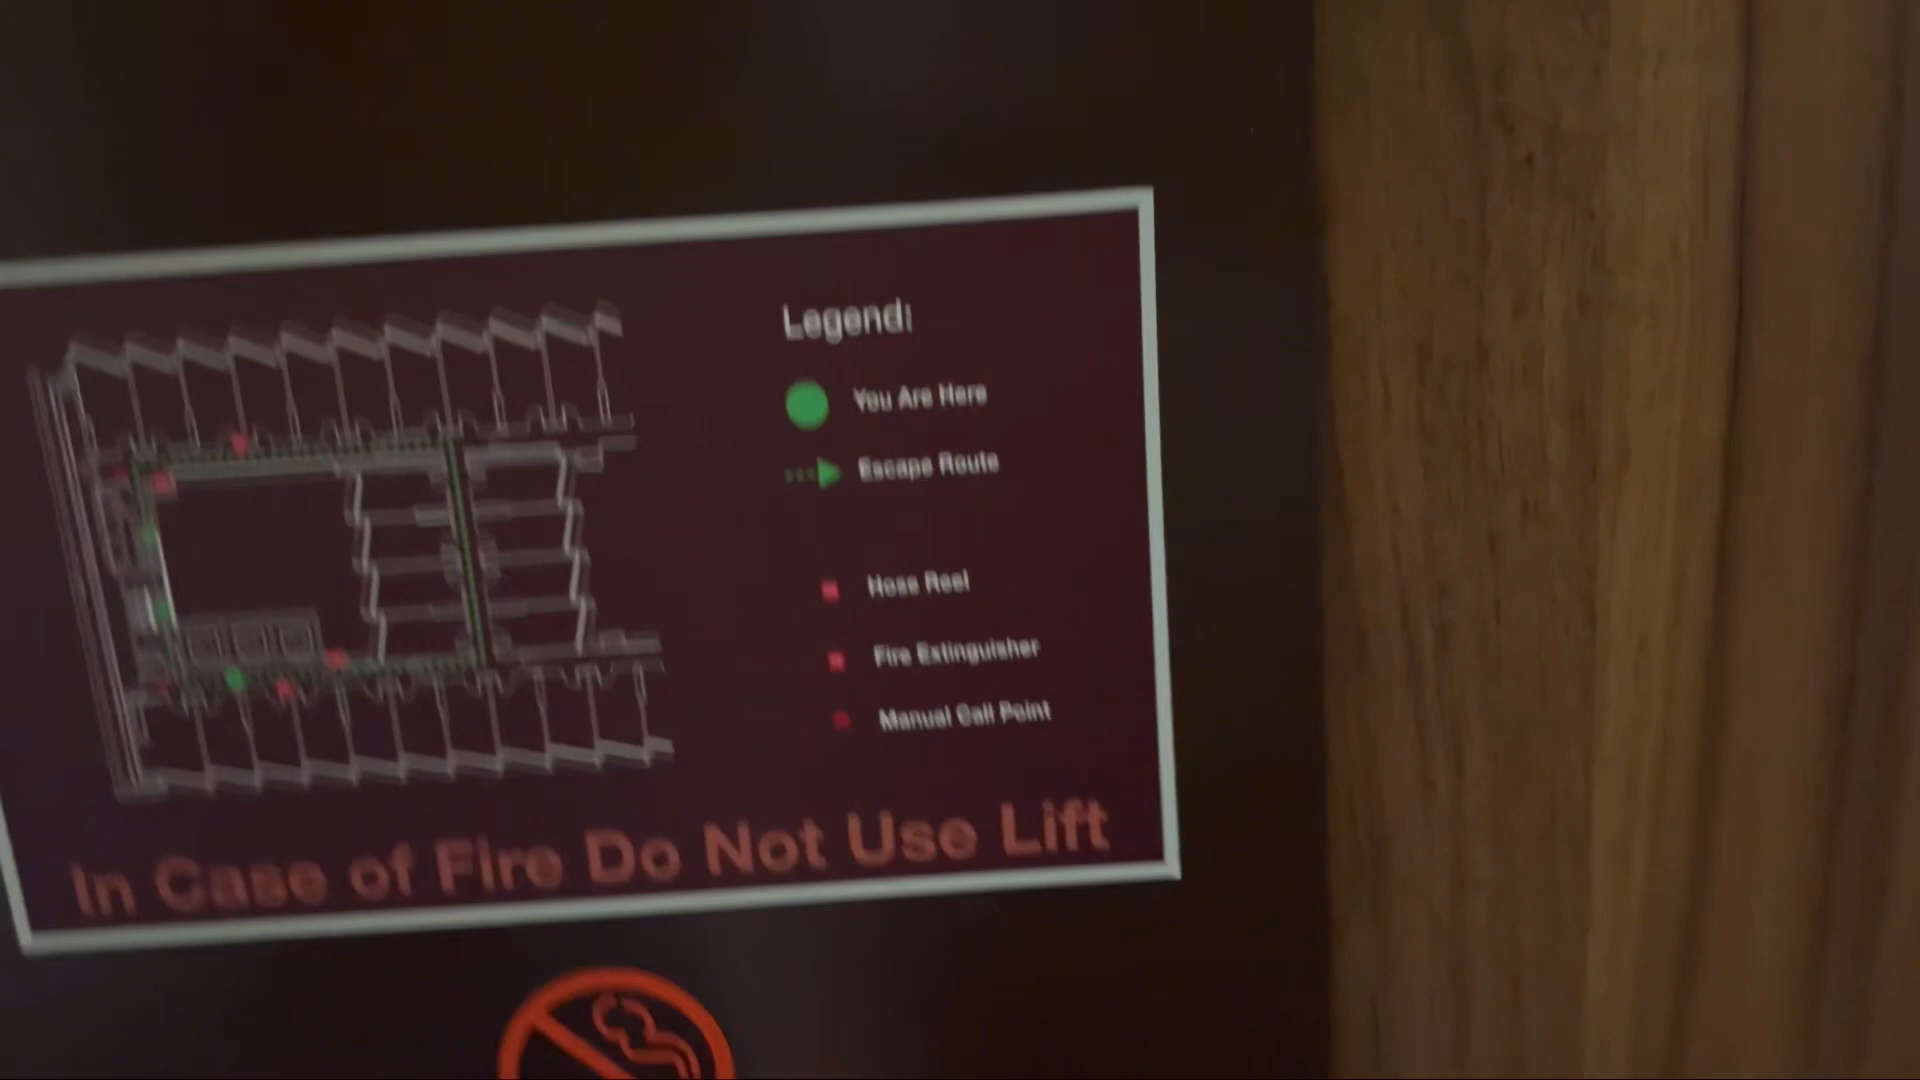 Legend:
You Are Here
Escape Route
Hose Reel
Fire Extinguisher
Manual Call Point
In Case of Fire Do Not Use Lift